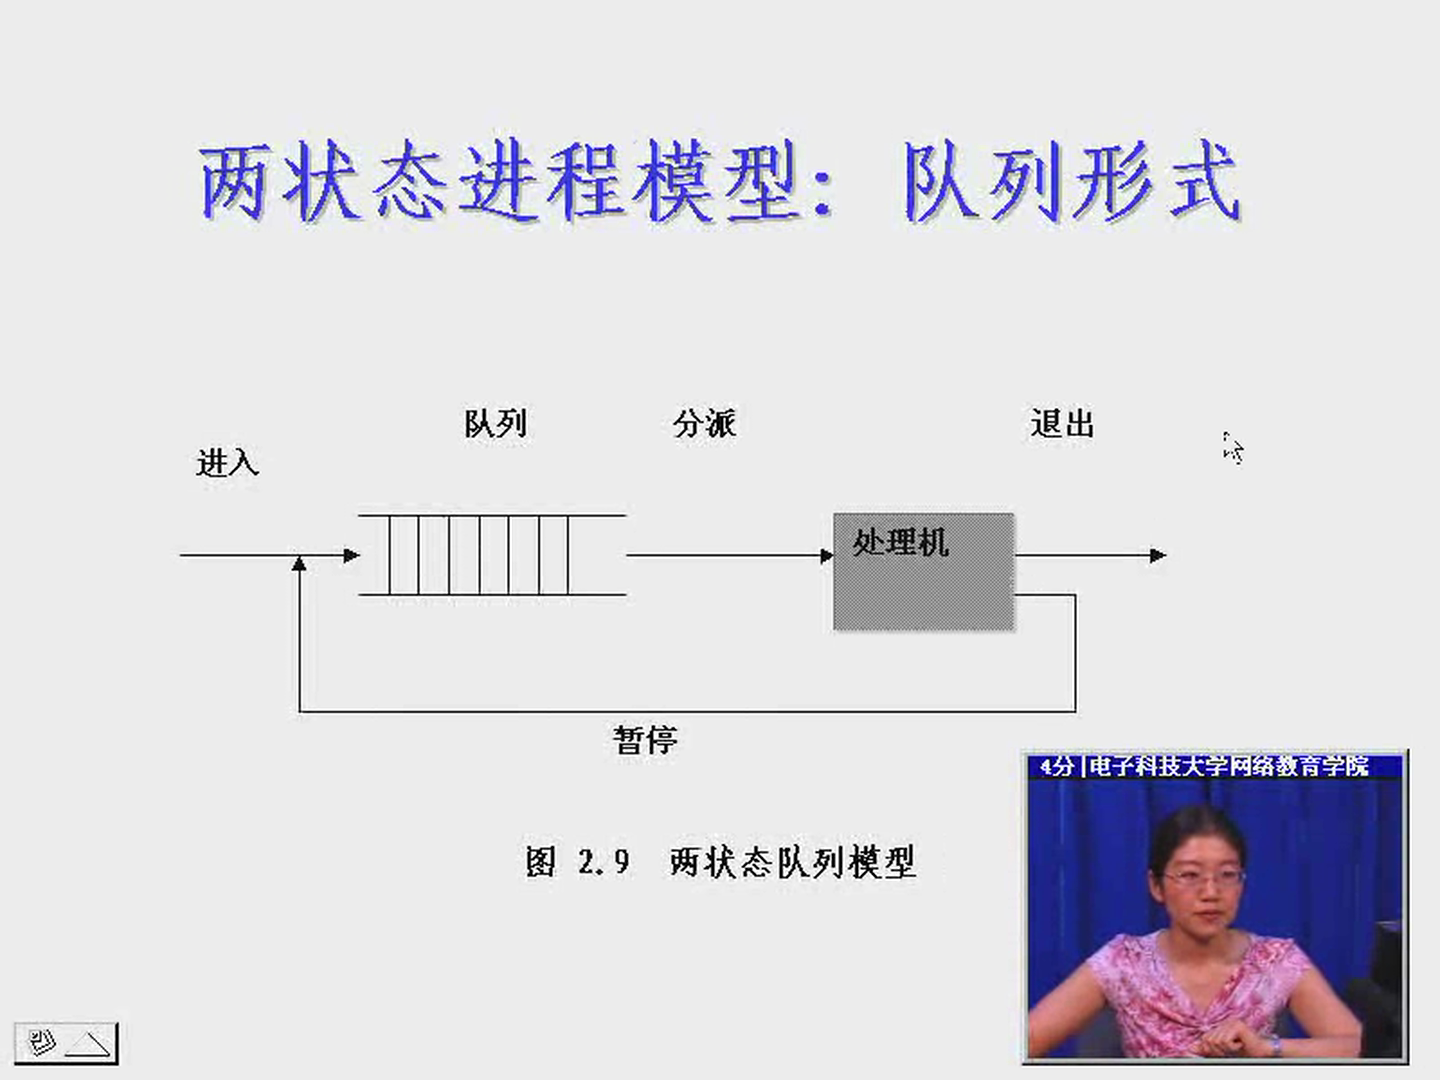 两状态进程模型：队列形式
队列
分派
退出
进入
处理机
暂停
图 2.9 两状态队列模型
4分|电子科技大学网络教育学院